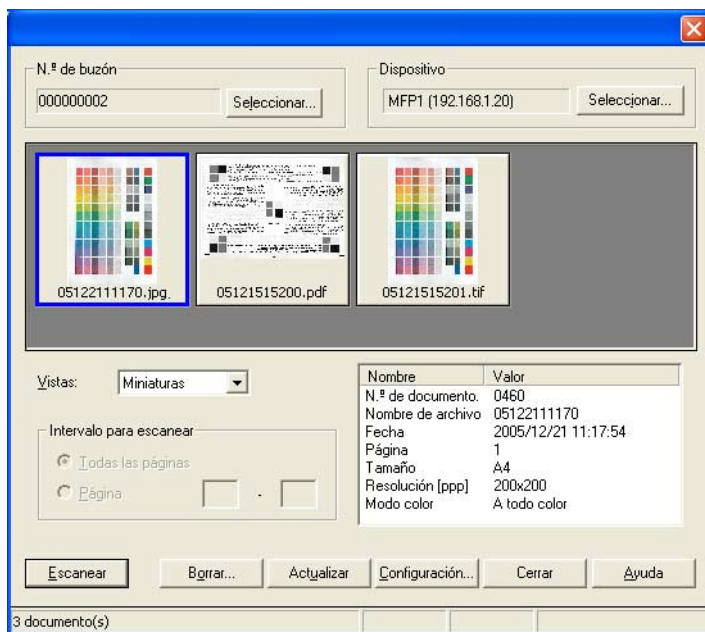 N.º de buzón
000000002
Seleccionar...
Dispositivo
MFP1 (192.168.1.20)
Seleccionar...
05122111170.jpg
05121515200.pdf
05121515201.tif
Vistas:
Miniaturas
Intervalo para escanear
Todas las páginas
Página
-
Nombre Valor
N.º de documento. 0460
Nombre de archivo 05122111170
Fecha 2005/12/21 11:17:54
Página 1
Tamaño A4
Resolución [ppp] 200x200
Modo color A todo color
Escanear
Borrar...
Actualizar
Configuración...
Cerrar
Ayuda
3 documento(s)